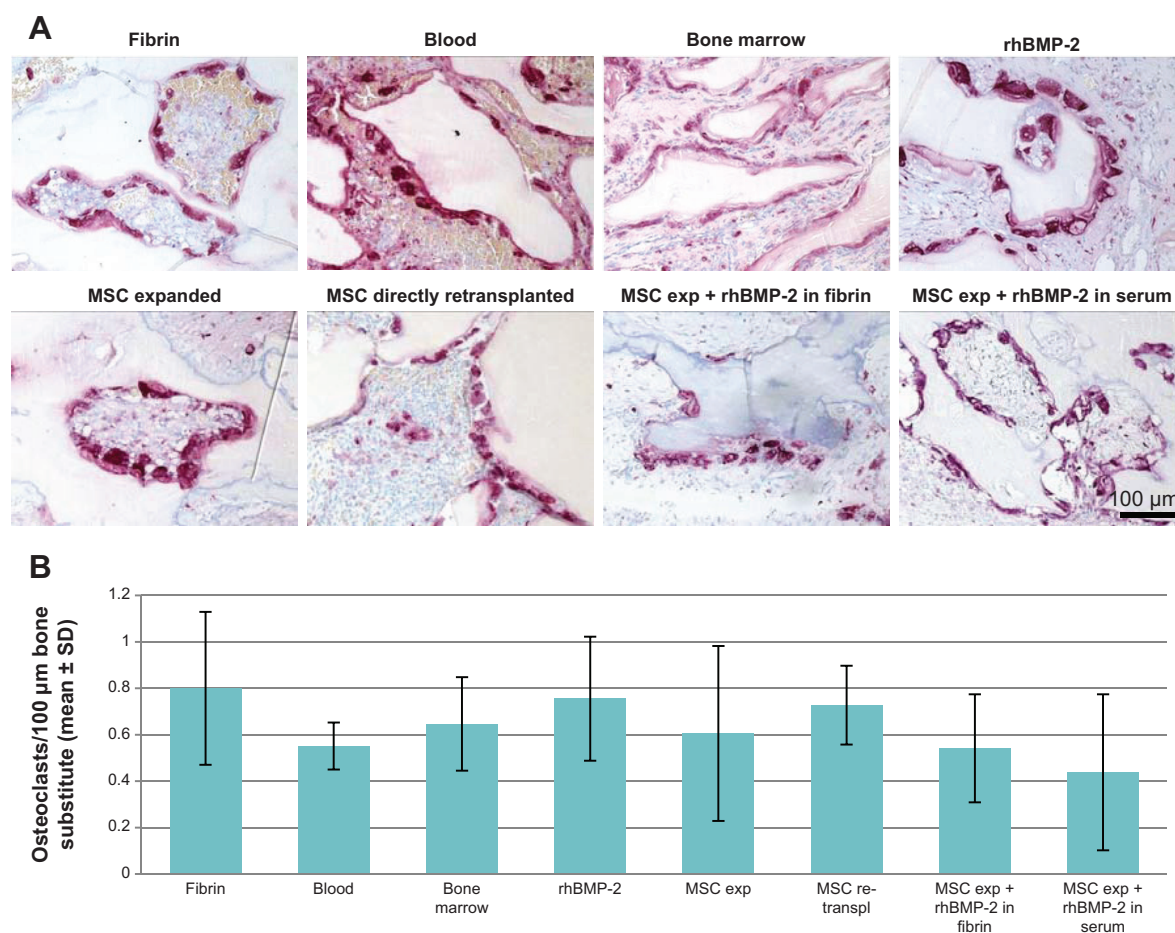 A
Fibrin
Blood
Bone marrow
rhBMP-2
MSC expanded
MSC directly retransplanted
MSC exp + rhBMP-2 in fibrin
MSC exp + rhBMP-2 in serum
100 µm
B
Osteoclasts/100 µm bone
substitute (mean ± SD)
1.2
1
0.8
0.6
0.4
0.2
0
Fibrin
Blood
Bone
marrow
rhBMP-2
MSC exp
MSC re-
transpl
MSC exp +
rhBMP-2 in
fibrin
MSC exp +
rhBMP-2 in
serum